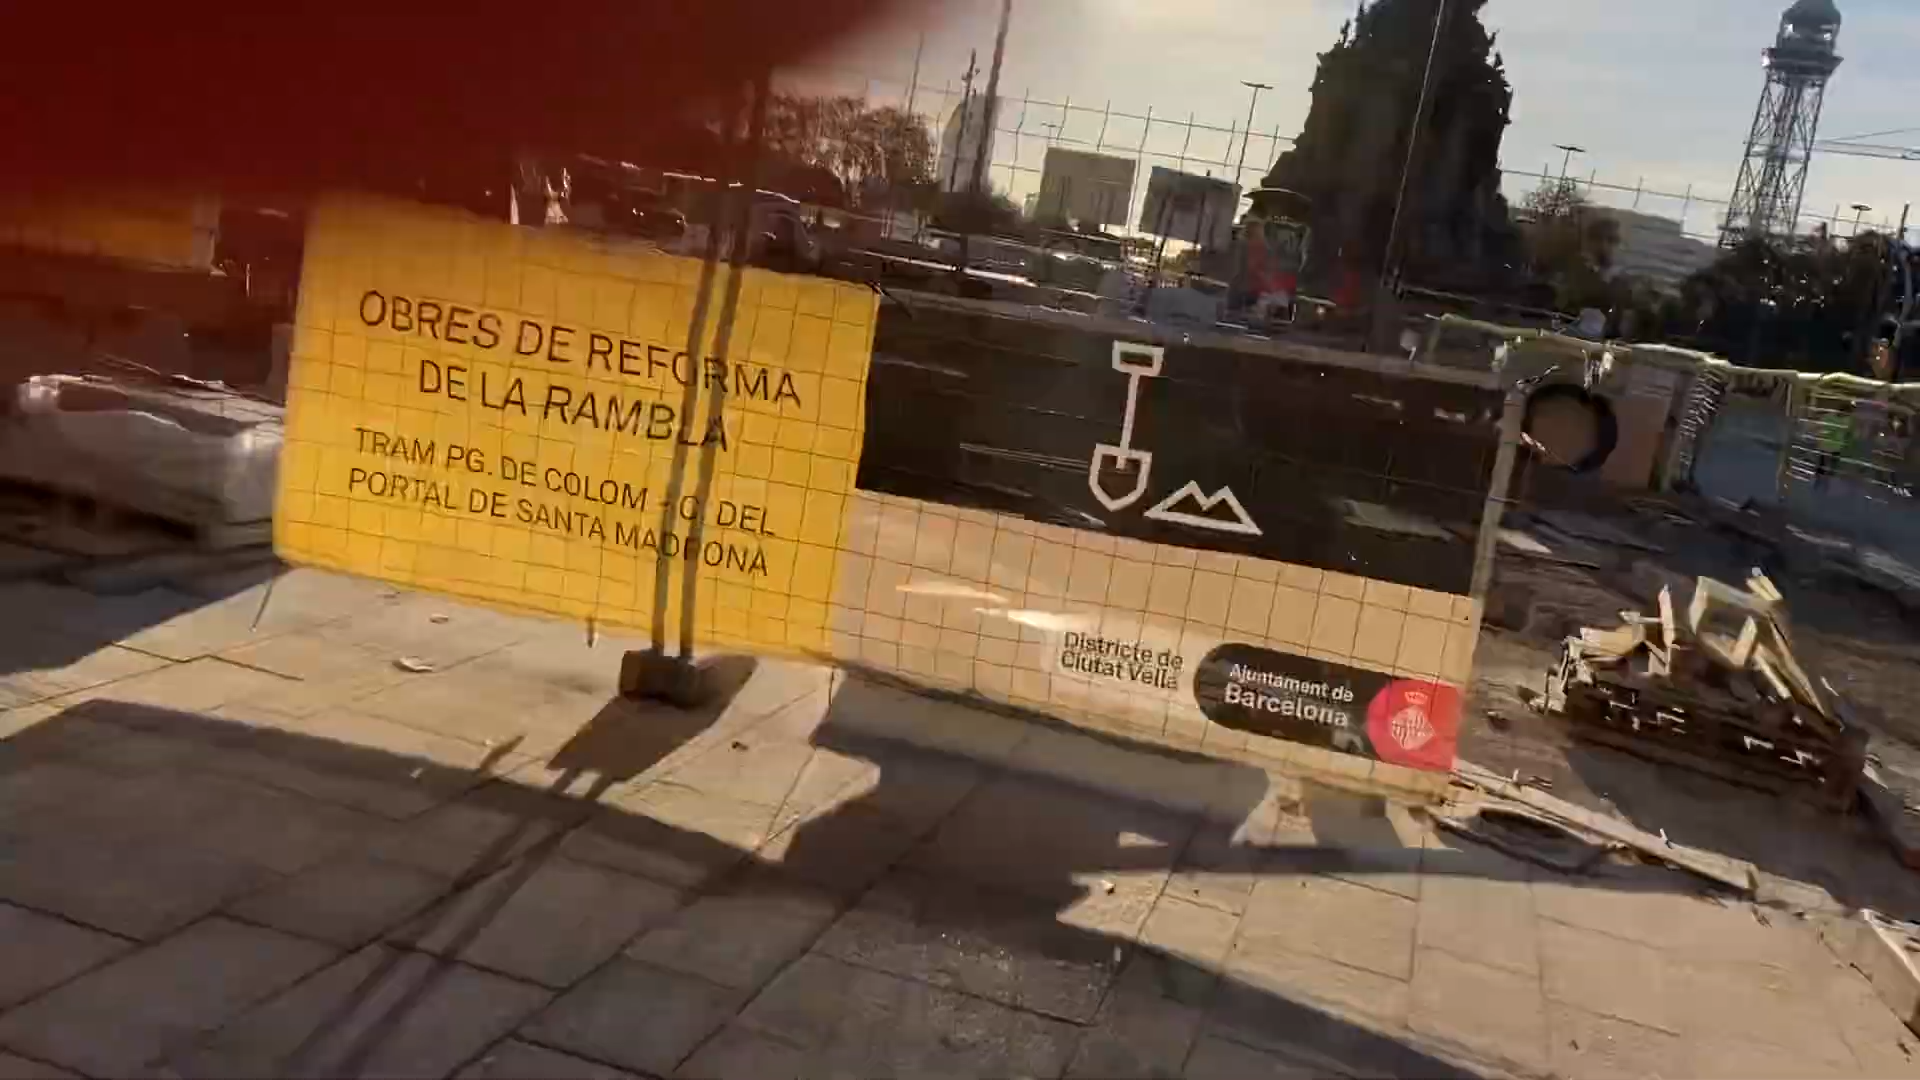 OBRES DE REFORMA
DE LA RAMBLA
TRAM PG. DE COLOM - C. DEL
PORTAL DE SANTA MADRONA
Districte de
Ciutat Vella
Ajuntament de
Barcelona